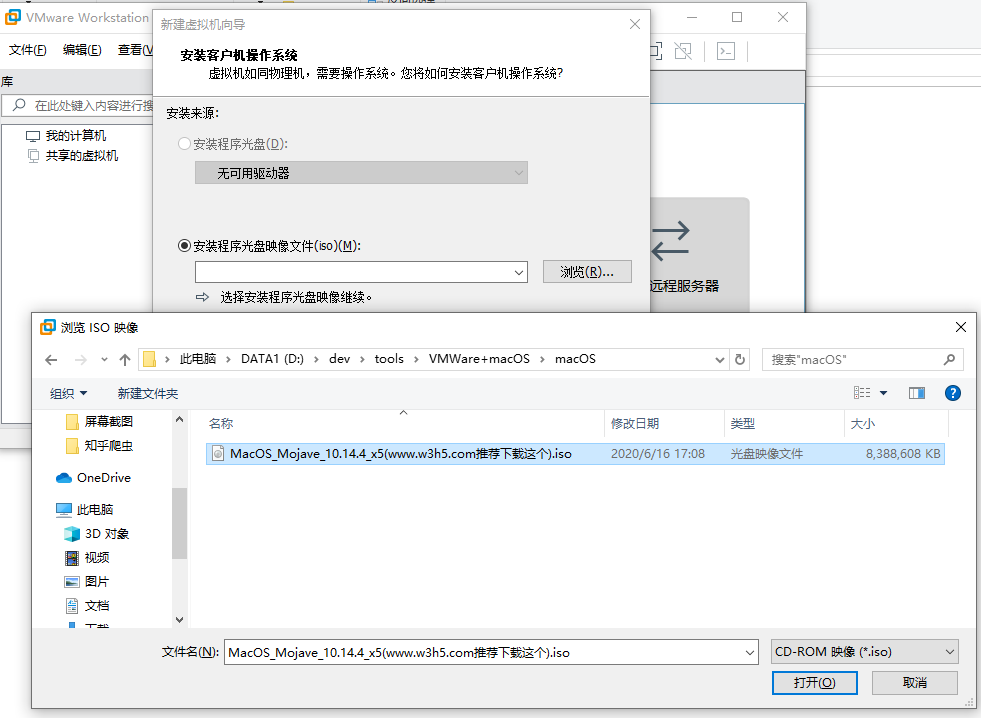 VMware Workstation
文件(F) 编辑(E) 查看(V
库
在此处键入内容进行搜
我的计算机
共享的虚拟机
新建虚拟机向导
安装客户机操作系统
虚拟机如同物理机，需要操作系统。您将如何安装客户机操作系统?
安装来源:
安装程序光盘(D):
无可用驱动器
安装程序光盘映像文件(iso)(M):
浏览(R)...
选择安装程序光盘映像继续。
远程服务器
浏览 ISO 映像
此电脑 DATA1 (D:) dev tools VMWare+macOS macOS
搜索"macOS"
组织 新建文件夹
屏幕截图
知乎爬虫
OneDrive
此电脑
3D 对象
视频
图片
文档
下载
名称 修改日期 类型 大小
MacOS_Mojave_10.14.4_x5(www.w3h5.com推荐下载这个).iso 2020/6/16 17:08 光盘映像文件 8,388,608 KB
文件名(N): MacOS_Mojave_10.14.4_x5(www.w3h5.com推荐下载这个).iso CD-ROM 映像 (*.iso)
打开(O) 取消